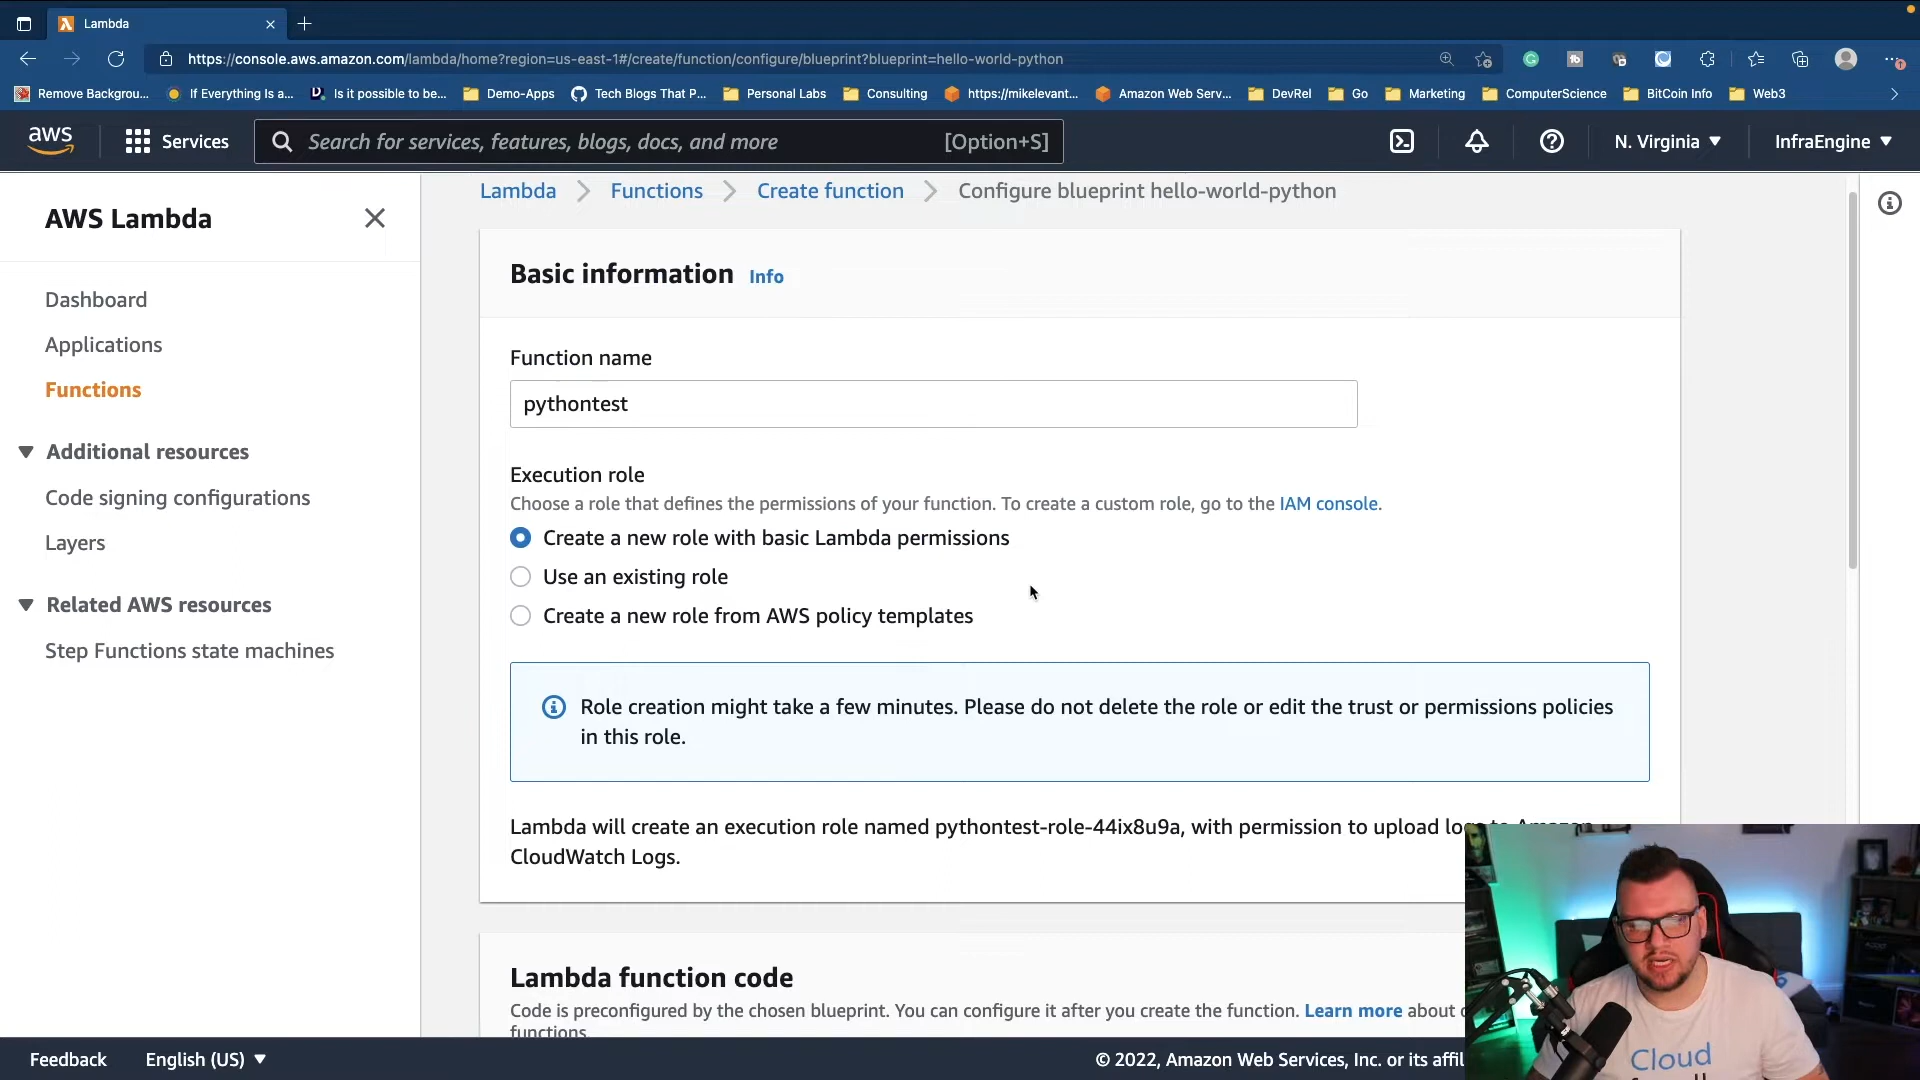 Lambda
https://console.aws.amazon.com/lambda/home?region=us-east-1#/create/function/configure/blueprint?blueprint=hello-world-python
Remove Backgrou... If Everything Is a... Is it possible to be... Demo-Apps Tech Blogs That P... Personal Labs Consulting https://mikelevant... Amazon Web Serv... DevRel Go Marketing ComputerScience BitCoin Info Web3
aws Services Search for services, features, blogs, docs, and more [Option+S] N. Virginia InfraEngine
Lambda Functions Create function Configure blueprint hello-world-python
AWS Lambda
Dashboard
Applications
Functions
Additional resources
Code signing configurations
Layers
Related AWS resources
Step Functions state machines
Basic information Info
Function name
pythontest
Execution role
Choose a role that defines the permissions of your function. To create a custom role, go to the IAM console.
Create a new role with basic Lambda permissions
Use an existing role
Create a new role from AWS policy templates
Role creation might take a few minutes. Please do not delete the role or edit the trust or permissions policies
in this role.
Lambda will create an execution role named pythontest-role-44ix8u9a, with permission to upload logs to Amazon
CloudWatch Logs.
Lambda function code
Code is preconfigured by the chosen blueprint. You can configure it after you create the function. Learn more about
functions.
Feedback English (US) © 2022, Amazon Web Services, Inc. or its affil
Cloud